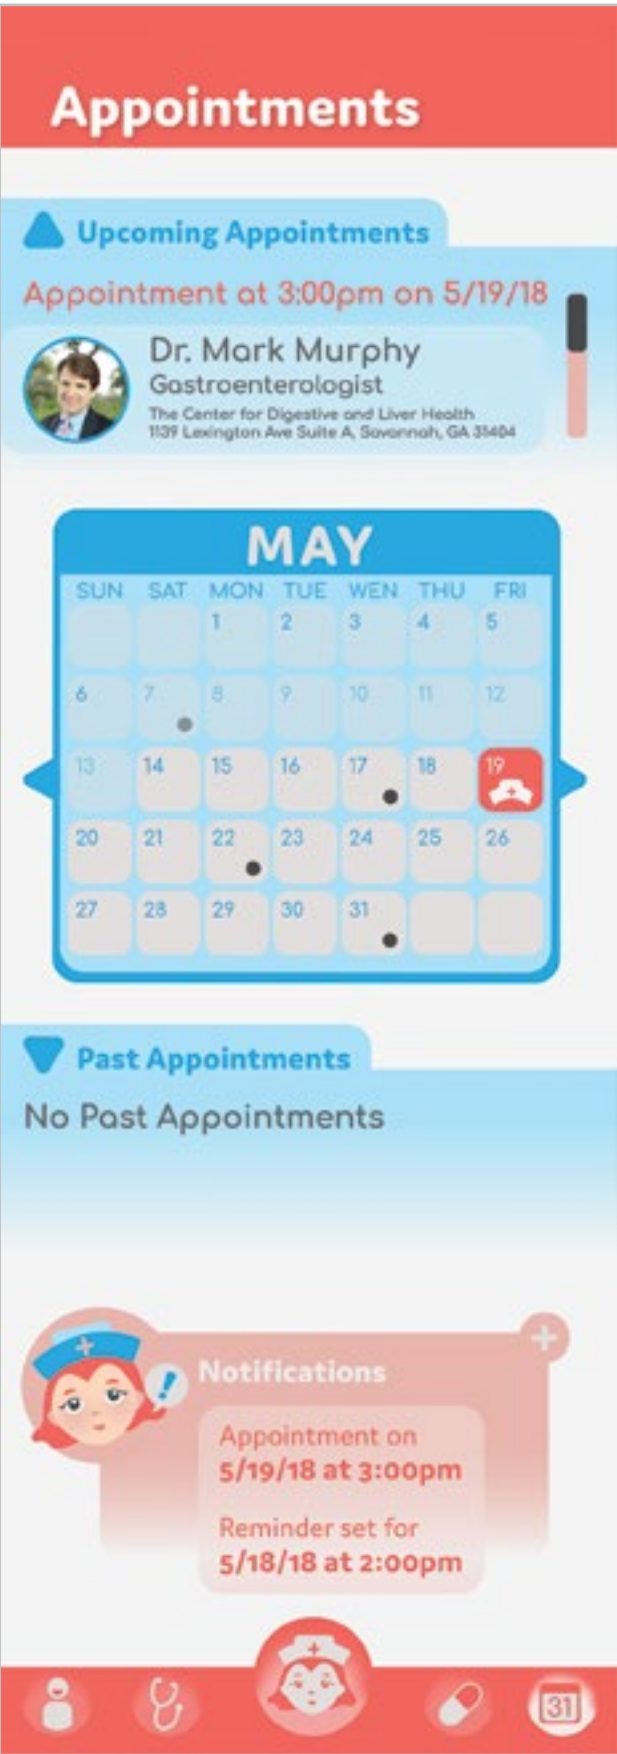 Appointments
Upcoming Appointments
Appointment at 3:00pm on 5/19/18
Dr. Mark Murphy
Gastroenterologist
The Center for Digestive and Liver Health
1139 Lexington Ave Suite A, Savannah, GA 31404
MAY
SUN SAT MON TUE WEN THU FRI
1 2 3 4 5
6 7 8 9 10 11 12
13 14 15 16 17 18 19
20 21 22 23 24 25 26
27 28 29 30 31
Past Appointments
No Past Appointments
!
Notifications
Appointment on
5/19/18 at 3:00pm
Reminder set for
5/18/18 at 2:00pm
31